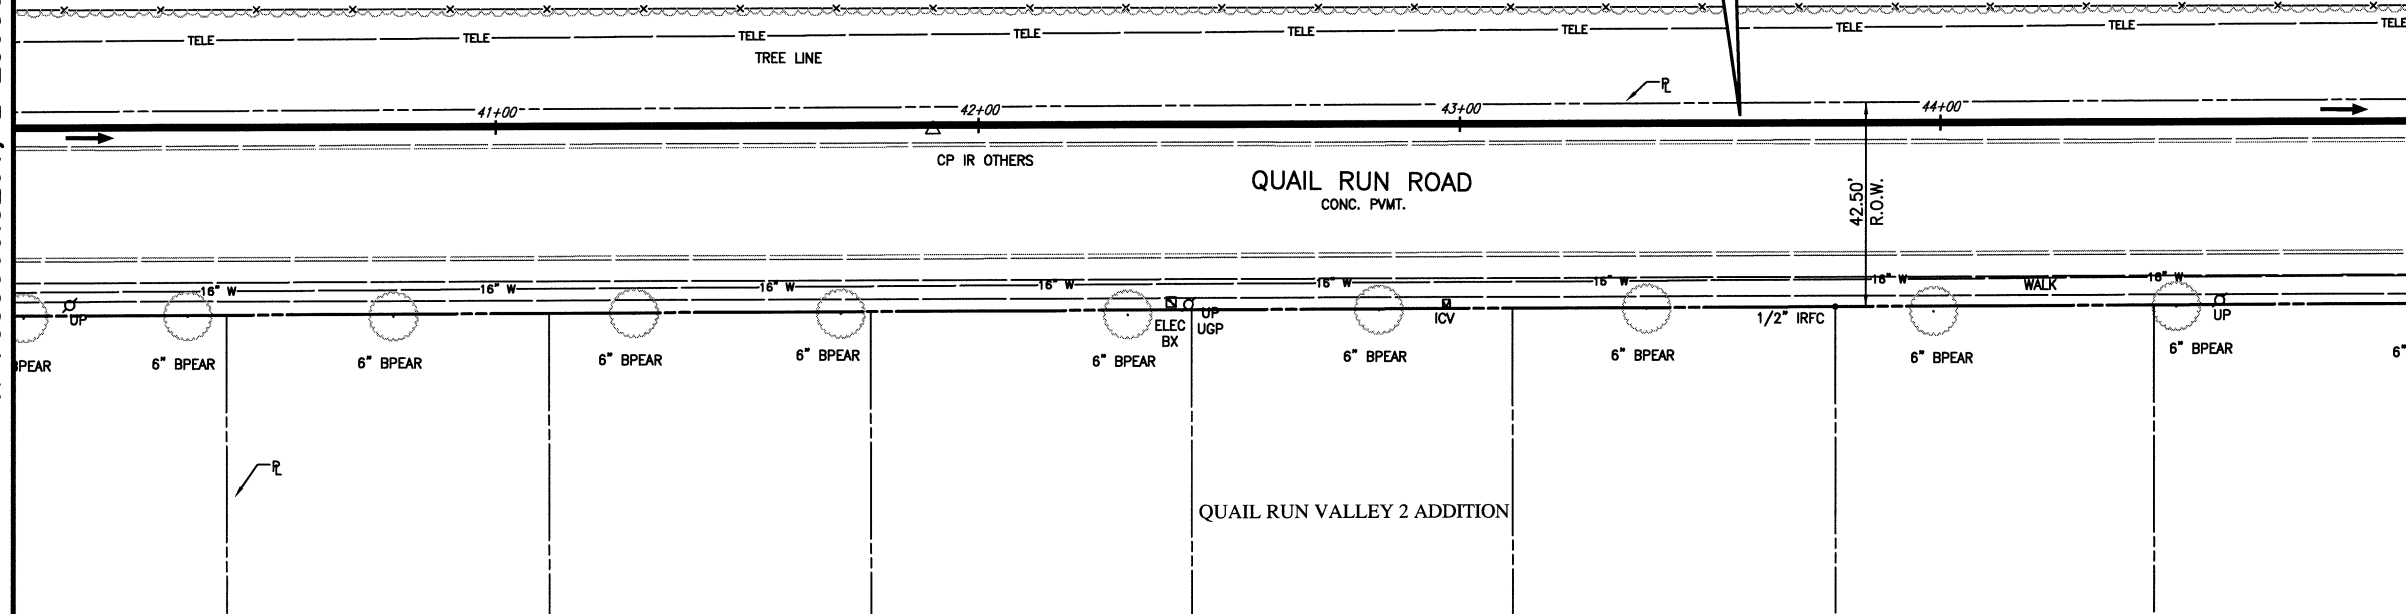 TELE TELE TELE TELE TELE TELE TELE TELE TELE
TREE LINE
PL
41+00 42+00 43+00 44+00
CP IR OTHERS
QUAIL RUN ROAD
CONC. PVMT.
42.50'
R.O.W.
16" W 16" W 16" W 16" W 16" W 16" W 16" W WALK 16" W
UP
ELEC
BX
UP
UGP
ICV
1/2" IRFC
UP
BPEAR 6" BPEAR 6" BPEAR 6" BPEAR 6" BPEAR 6" BPEAR 6" BPEAR 6" BPEAR 6" BPEAR 6" BPEAR 6"
PL
QUAIL RUN VALLEY 2 ADDITION